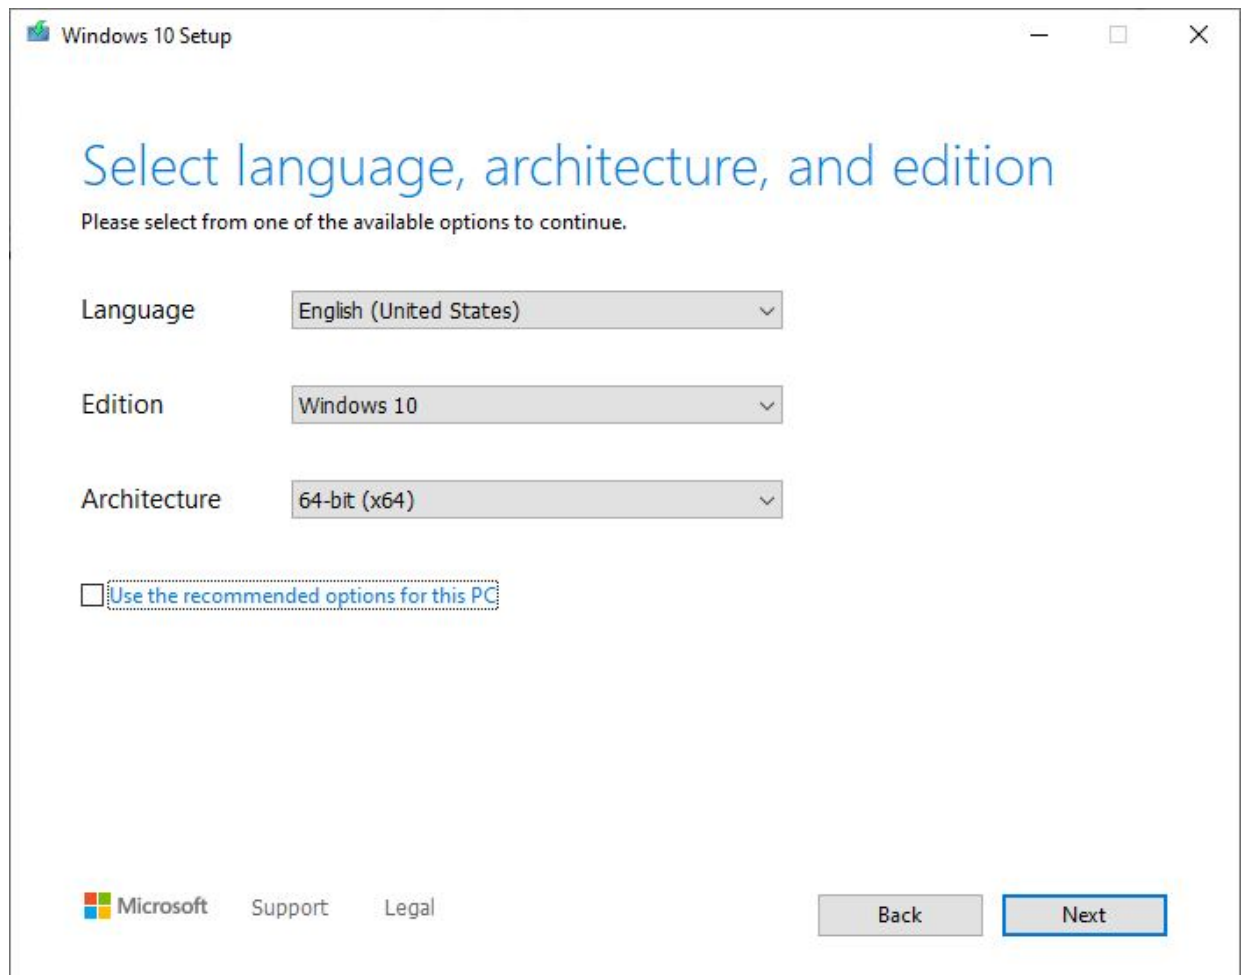 Windows 10 Setup
Select language, architecture, and edition
Please select from one of the available options to continue.
Language English (United States)
Edition Windows 10
Architecture 64-bit (x64)
Use the recommended options for this PC
Microsoft Support Legal Back Next